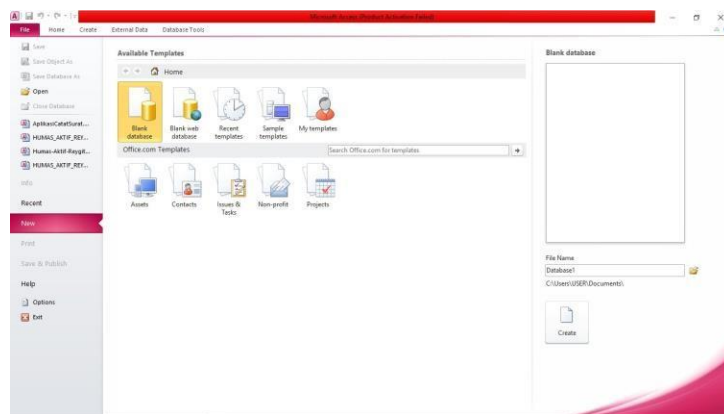 Microsoft Access (Product Activation Failed)
File Home Create External Data Database Tools
Save
Save Object As
Save Database As
Open
Close Database
AplikasiCatatSurat....
HUMAS_AKTIF_REY...
Humas-Aktif-Reygit...
HUMAS_AKTIF_REY...
Info
Recent
New
Print
Save & Publish
Help
Options
Exit
Available Templates
Home
Blank database
Blank web database
Recent templates
Sample templates
My templates
Office.com Templates
Search Office.com for templates
Assets
Contacts
Issues & Tasks
Non-profit
Projects
Blank database
File Name
Database1
C:\Users\USER\Documents\
Create